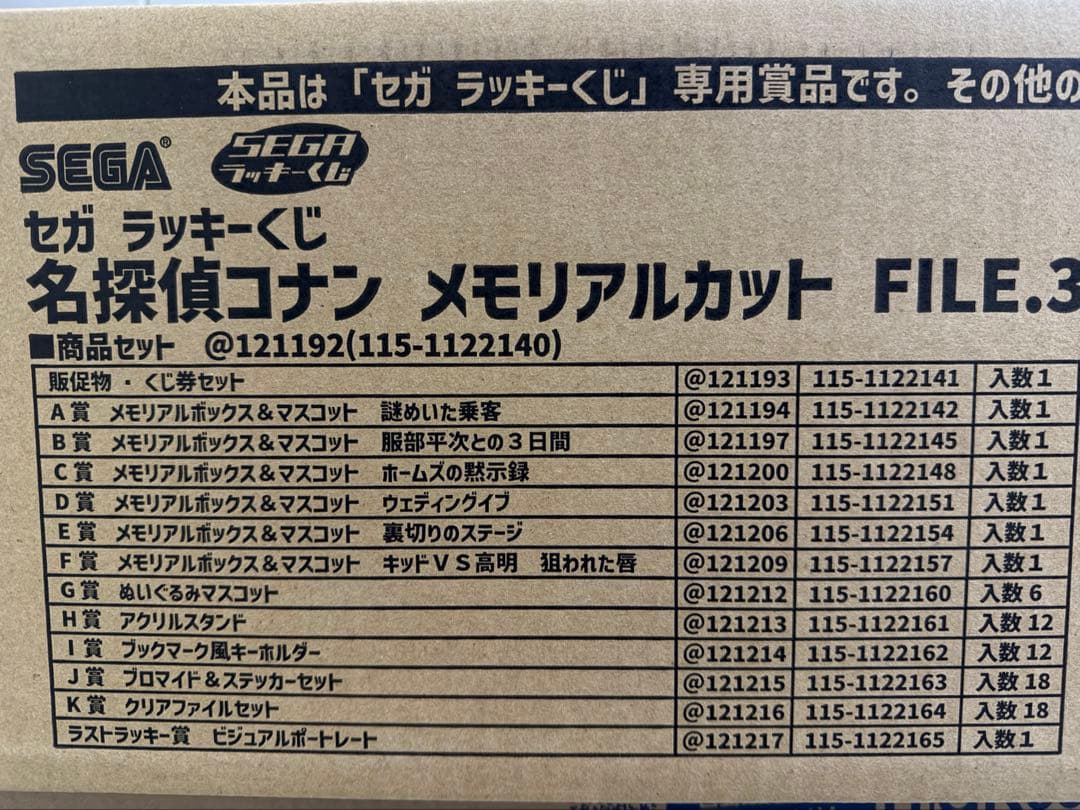 本品は「セガ ラッキーくじ」専用賞品です。その他の
SEGA®
SEGA
ラッキーくじ
セガ ラッキーくじ
名探偵コナン メモリアルカット FILE.3
■商品セット @121192(115-1122140)
販促物・くじ券セット @121193 115-1122141 入数1
A賞 メモリアルボックス&マスコット 謎めいた乗客 @121194 115-1122142 入数1
B賞 メモリアルボックス&マスコット 服部平次との3日間 @121197 115-1122145 入数1
C賞 メモリアルボックス&マスコット ホームズの黙示録 @121200 115-1122148 入数1
D賞 メモリアルボックス&マスコット ウェディングイブ @121203 115-1122151 入数1
E賞 メモリアルボックス&マスコット 裏切りのステージ @121206 115-1122154 入数1
F賞 メモリアルボックス&マスコット キッドVS高明 狙われた唇 @121209 115-1122157 入数1
G賞 ぬいぐるみマスコット @121212 115-1122160 入数6
H賞 アクリルスタンド @121213 115-1122161 入数12
I賞 ブックマーク風キーホルダー @121214 115-1122162 入数12
J賞 ブロマイド&ステッカーセット @121215 115-1122163 入数18
K賞 クリアファイルセット @121216 115-1122164 入数18
ラストラッキー賞 ビジュアルポートレート @121217 115-1122165 入数1